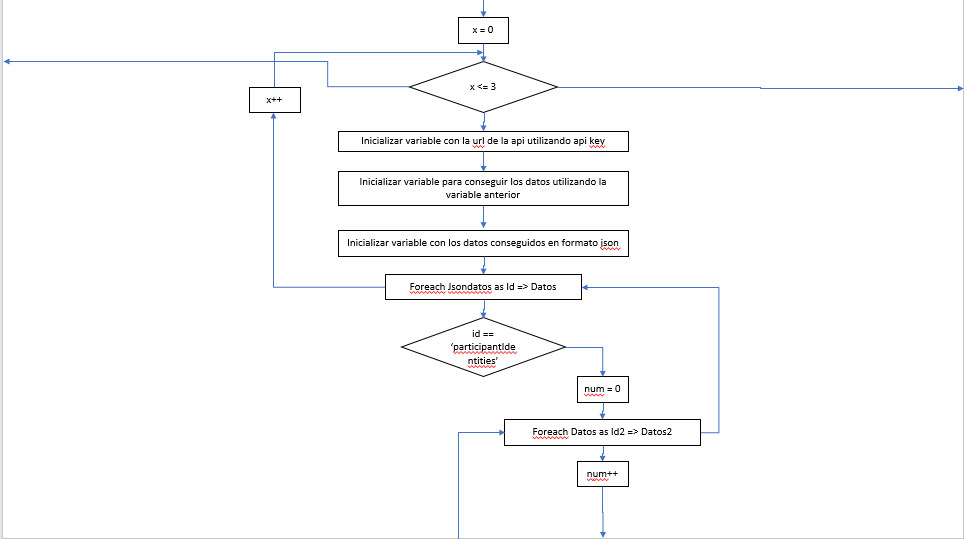 x = 0
x <= 3
x++
Inicializar variable con la url de la api utilizando api key
Inicializar variable para conseguir los datos utilizando la
variable anterior
Inicializar variable con los datos conseguidos en formato json
Foreach Jsondatos as Id => Datos
id ==
‘participantIde
ntities’
num = 0
Foreach Datos as Id2 => Datos2
num++